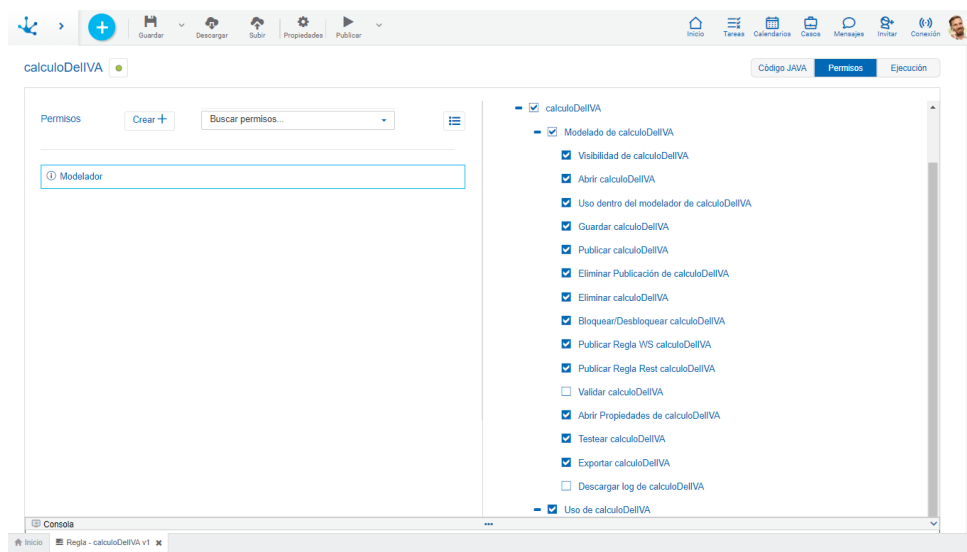 Guardar
Descargar
Subir
Propiedades
Publicar
Inicio
Tareas
Calendarios
Casos
Mensajes
Invitar
Conexión
calculoDelIVA
Código JAVA
Permisos
Ejecución
Permisos
Crear
Buscar permisos...
Modelador
calculoDelIVA
Modelado de calculoDelIVA
Visibilidad de calculoDelIVA
Abrir calculoDelIVA
Uso dentro del modelador de calculoDelIVA
Guardar calculoDelIVA
Publicar calculoDelIVA
Eliminar Publicación de calculoDelIVA
Eliminar calculoDelIVA
Bloquear/Desbloquear calculoDelIVA
Publicar Regla WS calculoDelIVA
Publicar Regla Rest calculoDelIVA
Validar calculoDelIVA
Abrir Propiedades de calculoDelIVA
Testear calculoDelIVA
Exportar calculoDelIVA
Descargar log de calculoDelIVA
Uso de calculoDelIVA
Consola
Inicio
Regla - calculoDelIVA v1